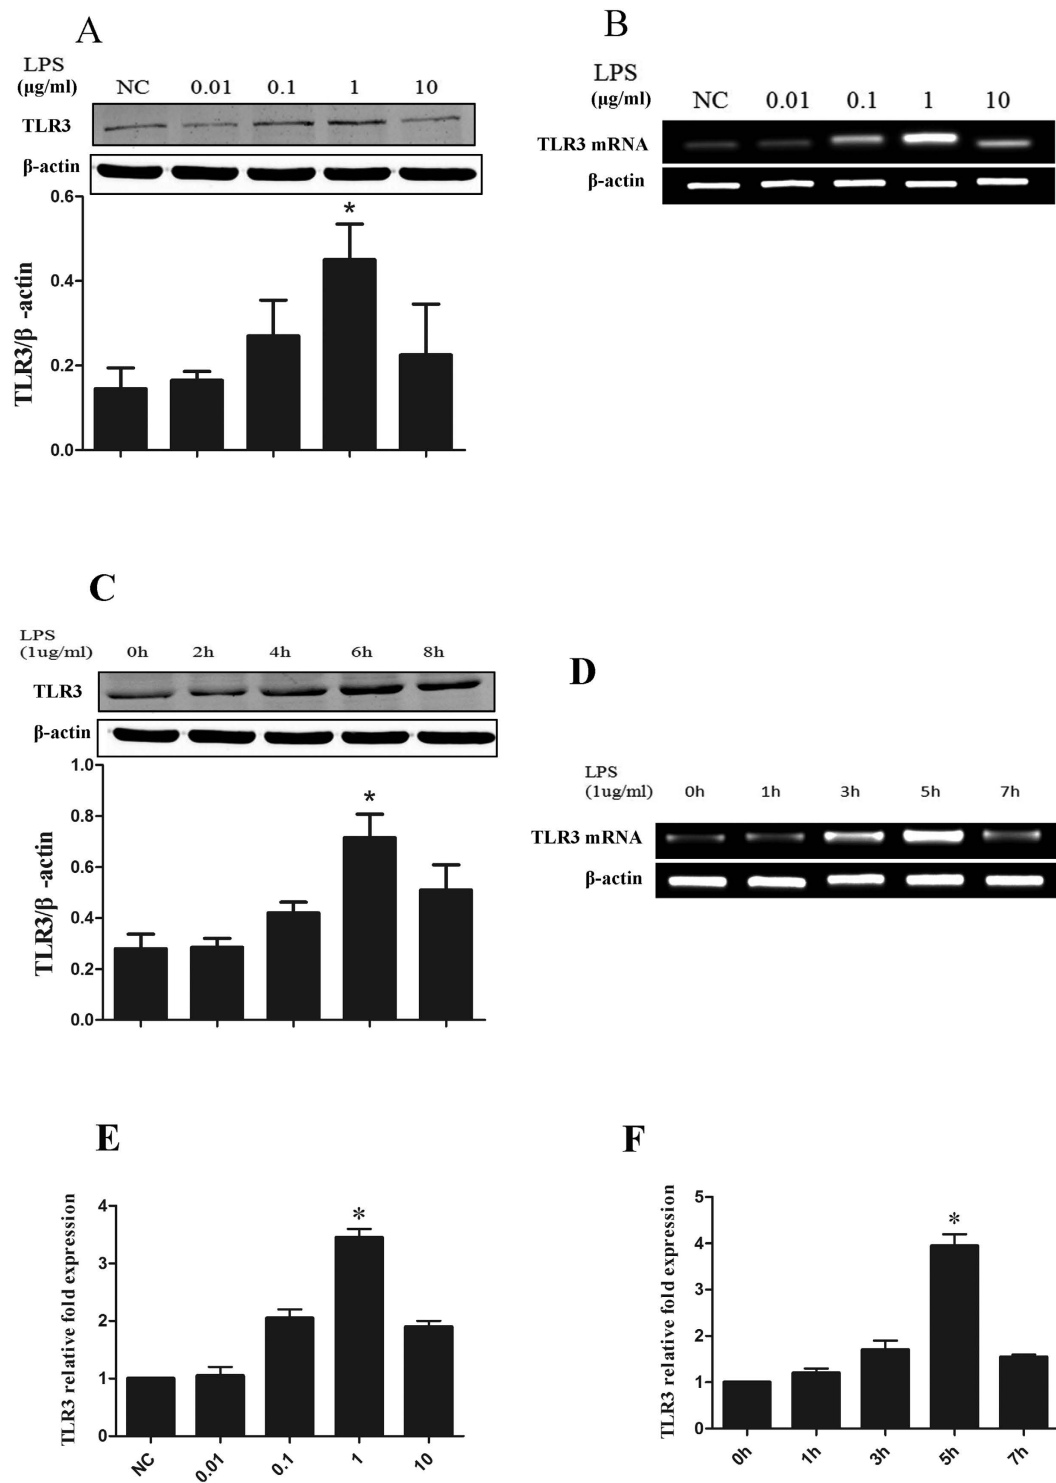 A
LPS
(μg/ml) NC 0.01 0.1 1 10
TLR3
β-actin
0.6
*
0.4
0.2
0.0
TLR3/β -actin
B
LPS
(μg/ml) NC 0.01 0.1 1 10
TLR3 mRNA
β-actin
C
LPS
(1ug/ml) 0h 2h 4h 6h 8h
TLR3
β-actin
1.0
*
0.8
0.6
0.4
0.2
0.0
TLR3/β -actin
D
LPS
(1ug/ml) 0h 1h 3h 5h 7h
TLR3 mRNA
β-actin
E
4
*
3
2
1
0
TLR3 relative fold expression
NC 0.01 0.1 1 10
F
5
*
4
3
2
1
0
TLR3 relative fold expression
0h 1h 3h 5h 7h